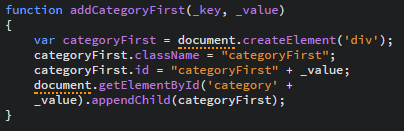 function addCategoryFirst(_key, _value)
{
    var categoryFirst = document.createElement('div');
    categoryFirst.className = "categoryFirst";
    categoryFirst.id = "categoryFirst" + _value;
    document.getElementById('category' +
    _value).appendChild(categoryFirst);
}